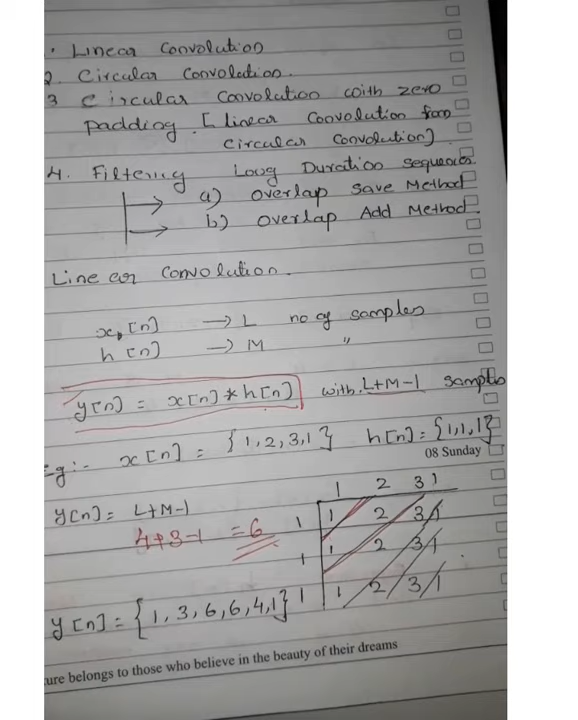 1. Linear Convolution
2. Circular Convolution.
3 Circular Convolution with zero
padding. [linear Convolution from
circular Convolution]
4. Filtering Long Duration sequences.
a) overlap save Method
b) overlap Add Method.
Linear Convolution.
x[n] → L no of samples
h[n] → M "
y[n] = x[n] * h[n] with L+M-1 samples
Eg:- x[n] = {1,2,3,1} h[n] = {1,1,1}
08 Sunday
y[n] = L+M-1
4+3-1 = 6
1 2 3 1
1 1 2 3 1
1 1 2 3 1
1 1 2 3 1
y[n] = {1, 3, 6, 6, 4, 1}
ure belongs to those who believe in the beauty of their dreams